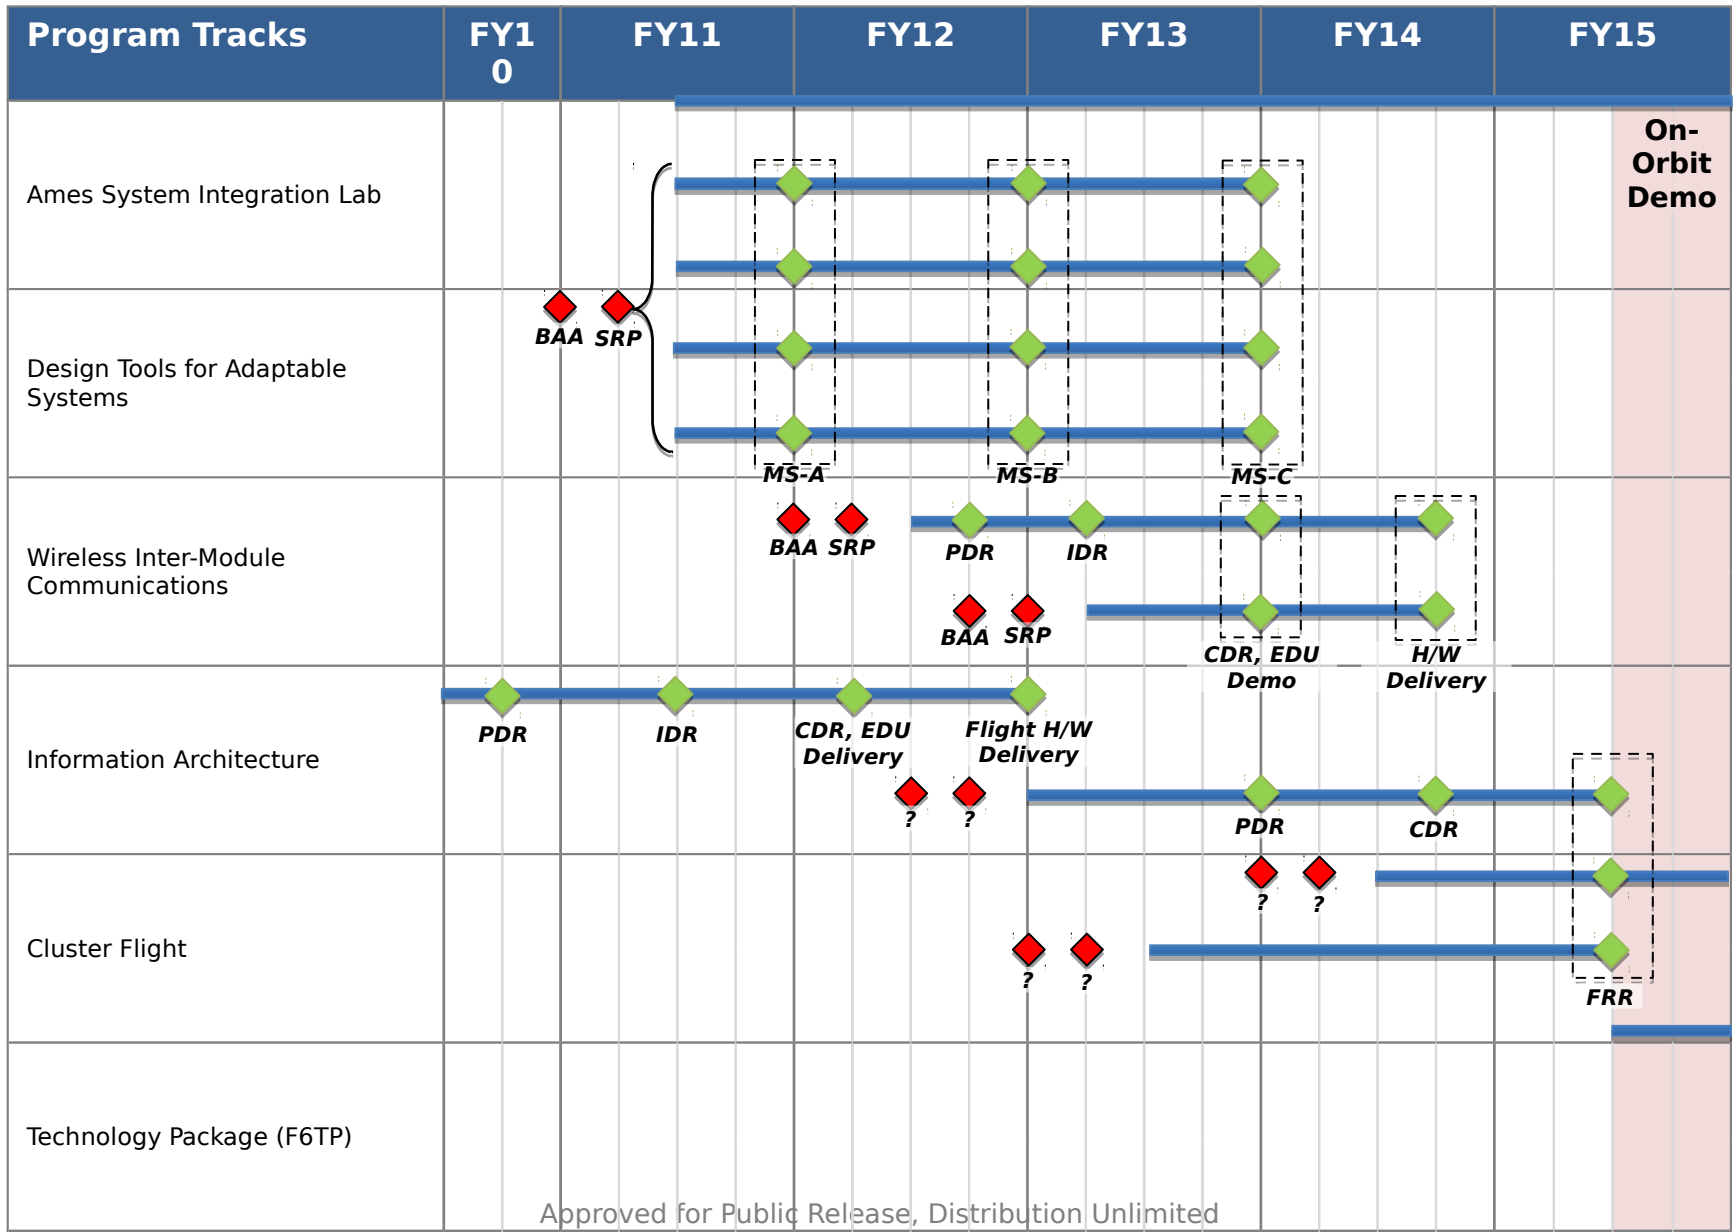 Program Tracks
FY1
0
FY11
FY12
FY13
FY14
FY15
On-
Orbit
Demo
Ames System Integration Lab
BAA
SRP
Design Tools for Adaptable
Systems
MS-A
MS-B
MS-C
BAA
SRP
PDR
IDR
Wireless Inter-Module
Communications
BAA
SRP
CDR, EDU
Demo
H/W
Delivery
PDR
IDR
CDR, EDU
Delivery
Flight H/W
Delivery
Information Architecture
?
?
PDR
CDR
?
?
Cluster Flight
?
?
FRR
Technology Package (F6TP)
Approved for Public Release, Distribution Unlimited